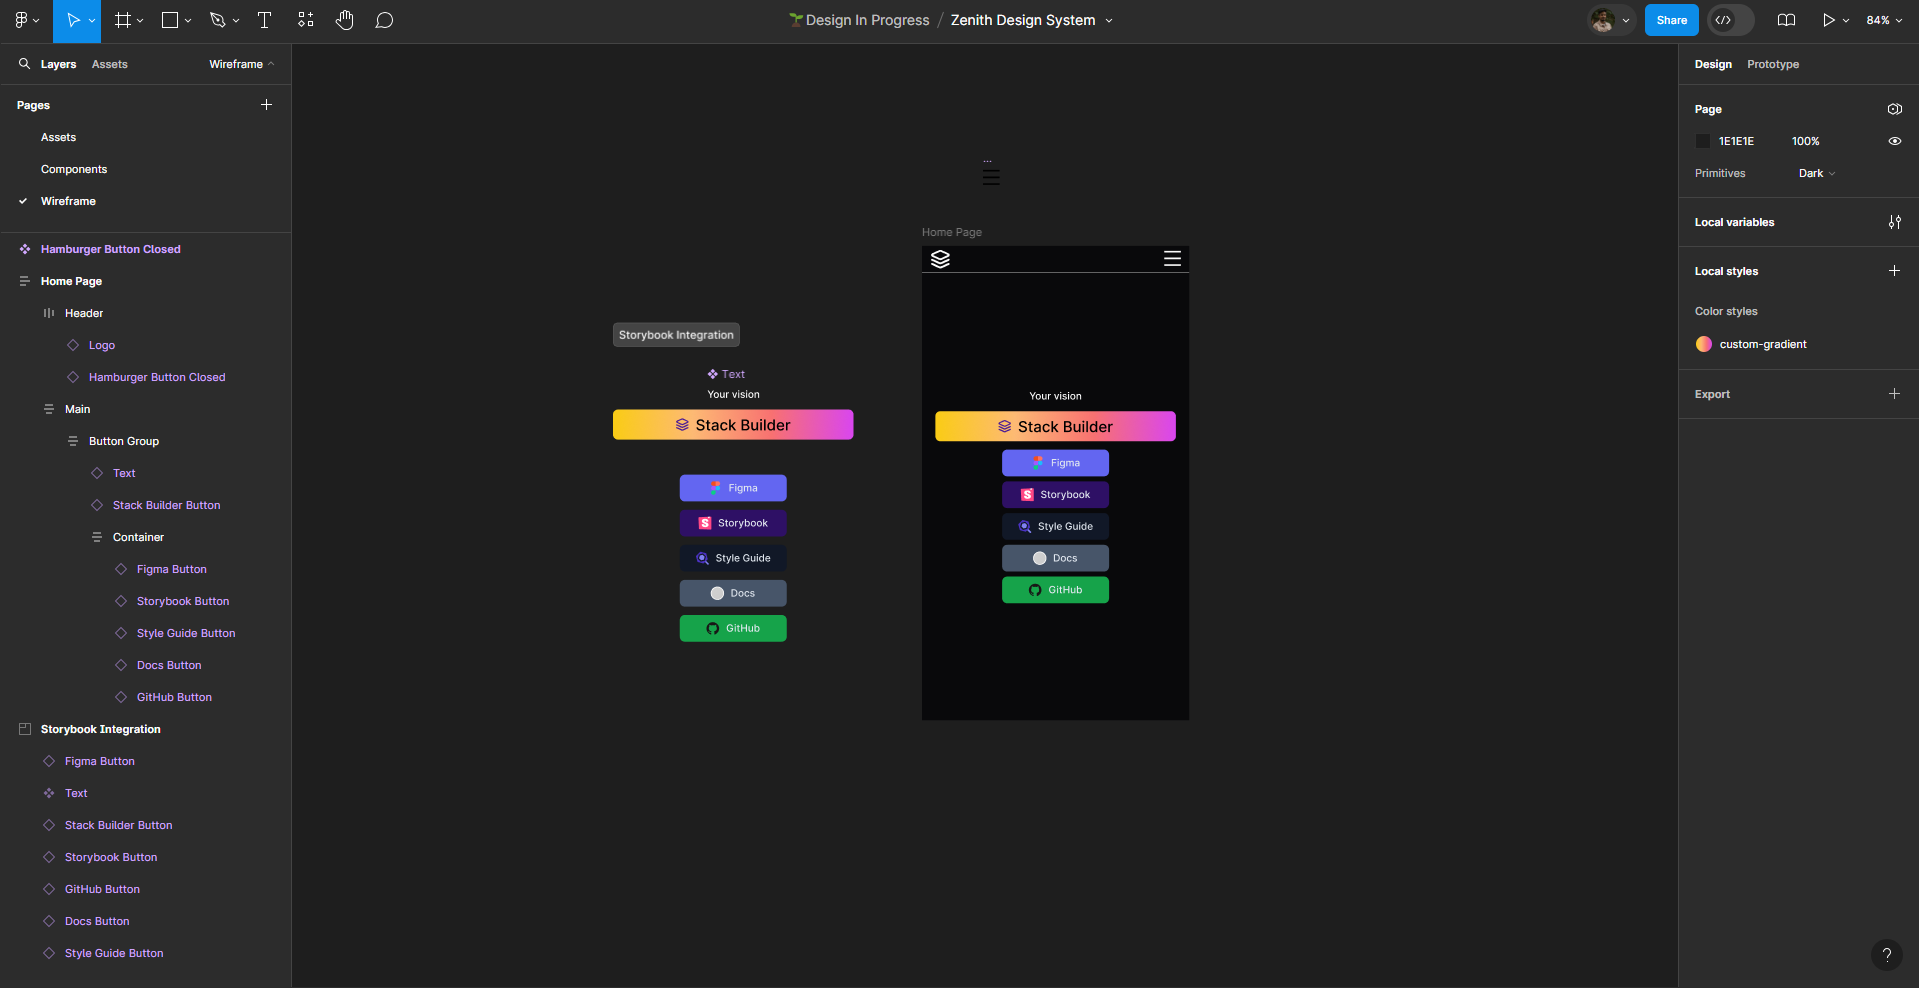 🌱Design In Progress / Zenith Design System
Share
84%
Layers
Assets
Wireframe
Pages
Assets
Components
Wireframe
Hamburger Button Closed
Home Page
Header
Logo
Hamburger Button Closed
Main
Button Group
Text
Stack Builder Button
Container
Figma Button
Storybook Button
Style Guide Button
Docs Button
GitHub Button
Storybook Integration
Figma Button
Text
Stack Builder Button
Storybook Button
GitHub Button
Docs Button
Style Guide Button
Storybook Integration
Text
Your vision
Stack Builder
Figma
Storybook
Style Guide
Docs
GitHub
...
Home Page
Your vision
Stack Builder
Figma
Storybook
Style Guide
Docs
GitHub
Design
Prototype
Page
1E1E1E 100%
Primitives Dark
Local variables
Local styles
Color styles
custom-gradient
Export
?